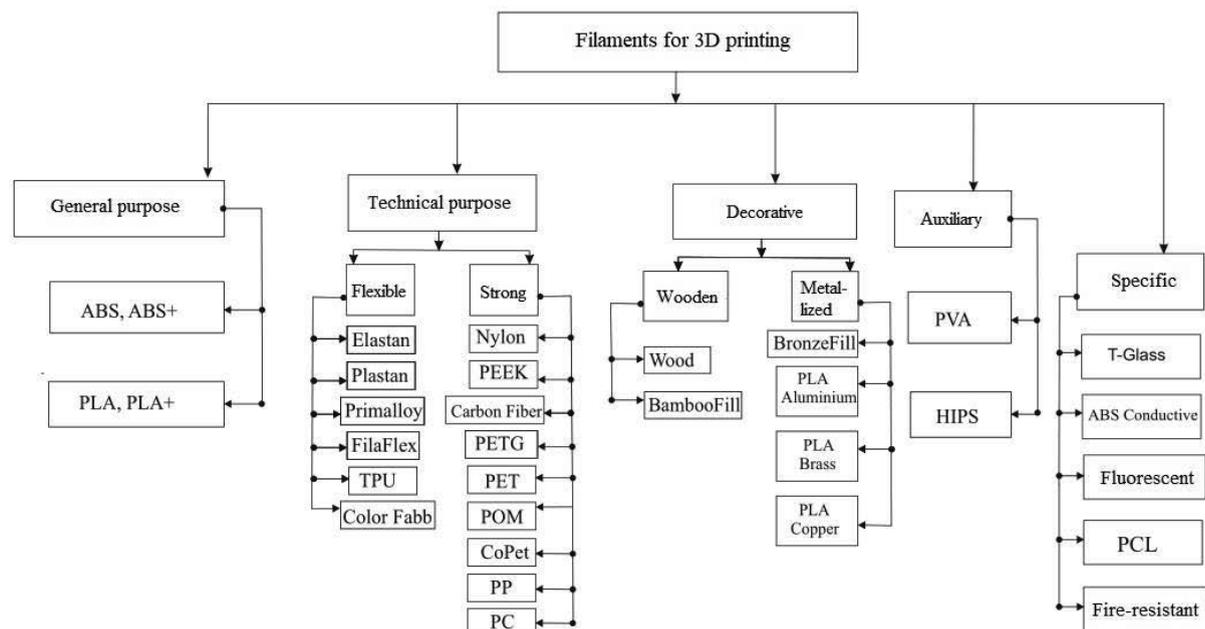 Filaments for 3D printing
General purpose
ABS, ABS+
PLA, PLA+
Technical purpose
Flexible
Elastan
Plastan
Primalloy
FilaFlex
TPU
Color Fabb
Strong
Nylon
PEEK
Carbon Fiber
PETG
PET
POM
CoPet
PP
PC
Decorative
Wooden
Wood
BambooFill
Metal-
lized
BronzeFill
PLA
Aluminium
PLA
Brass
PLA
Copper
Auxiliary
PVA
HIPS
Specific
T-Glass
ABS Conductive
Fluorescent
PCL
Fire-resistant